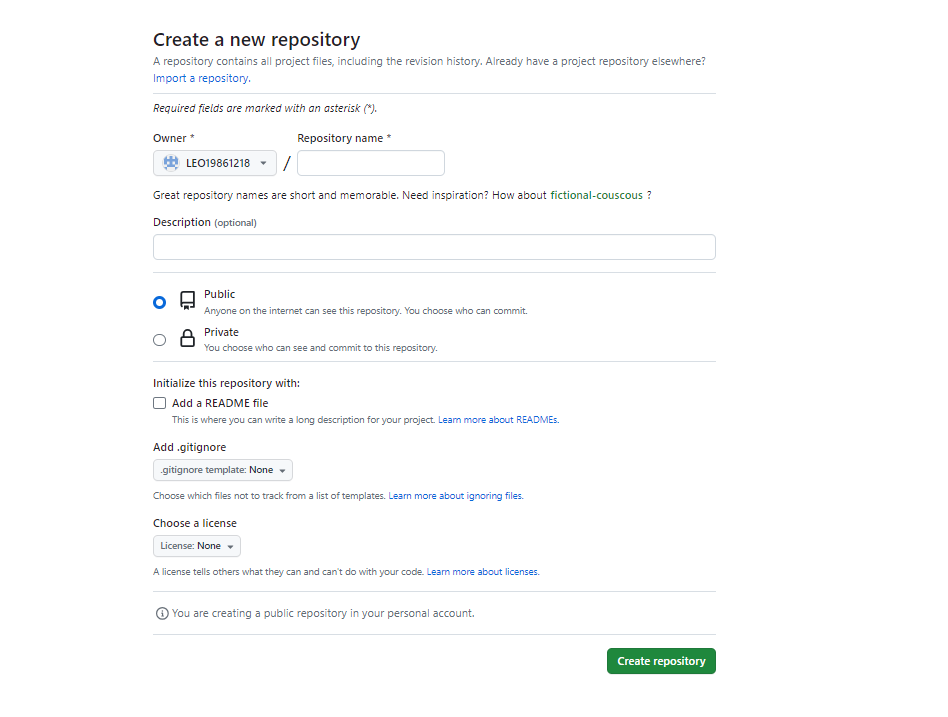 Create a new repository
A repository contains all project files, including the revision history. Already have a project repository elsewhere?
Import a repository.
Required fields are marked with an asterisk (*).
Owner * Repository name *
LEO19861218 /
Great repository names are short and memorable. Need inspiration? How about fictional-couscous ?
Description (optional)
Public
Anyone on the internet can see this repository. You choose who can commit.
Private
You choose who can see and commit to this repository.
Initialize this repository with:
Add a README file
This is where you can write a long description for your project. Learn more about READMEs.
Add .gitignore
.gitignore template: None
Choose which files not to track from a list of templates. Learn more about ignoring files.
Choose a license
License: None
A license tells others what they can and can't do with your code. Learn more about licenses.
You are creating a public repository in your personal account.
Create repository